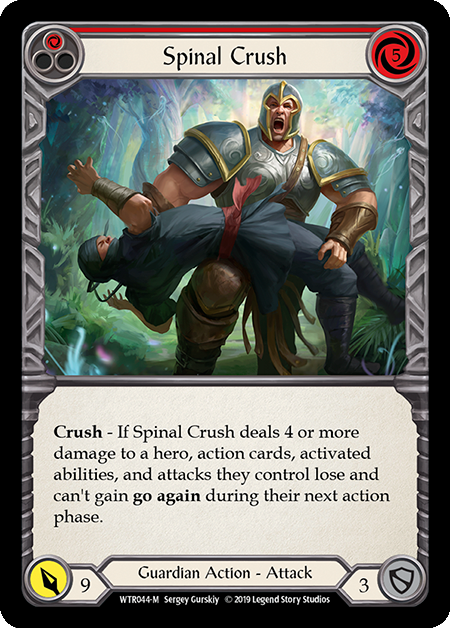 Spinal Crush
5
Crush - If Spinal Crush deals 4 or more
damage to a hero, action cards, activated
abilities, and attacks they control lose and
can't gain go again during their next action
phase.
9
Guardian Action - Attack
3
WTR044-M Sergey Gurskiy © 2019 Legend Story Studios